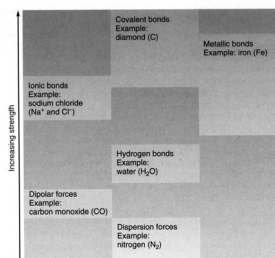 Increasing strength
Covalent bonds
Example:
diamond (C)
Metallic bonds
Example: iron (Fe)
Ionic bonds
Example:
sodium chloride
(Na⁺ and Cl⁻)
Hydrogen bonds
Example:
water (H₂O)
Dipolar forces
Example:
carbon monoxide (CO)
Dispersion forces
Example:
nitrogen (N₂)